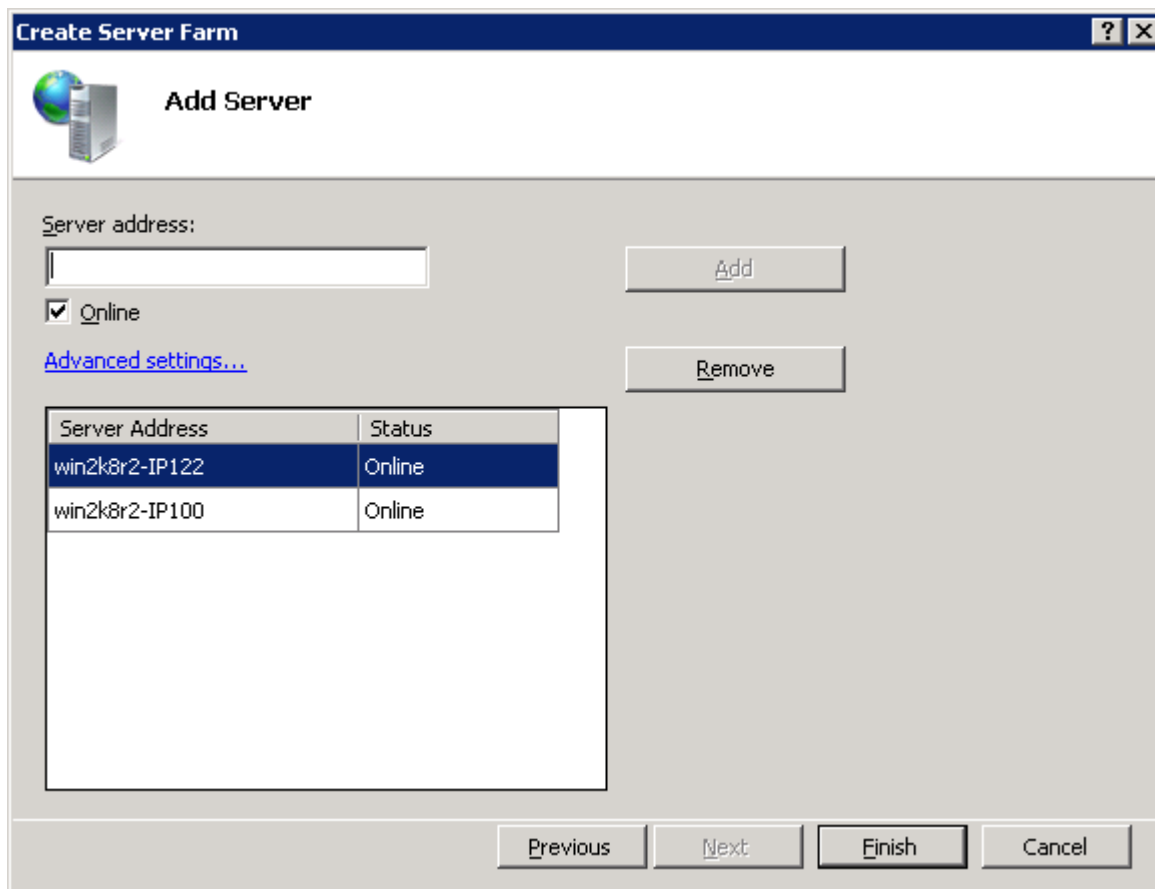 Create Server Farm
Add Server
Server address:
Add
Online
Advanced settings...
Remove
Server Address Status
win2k8r2-IP122 Online
win2k8r2-IP100 Online
Previous Next Finish Cancel